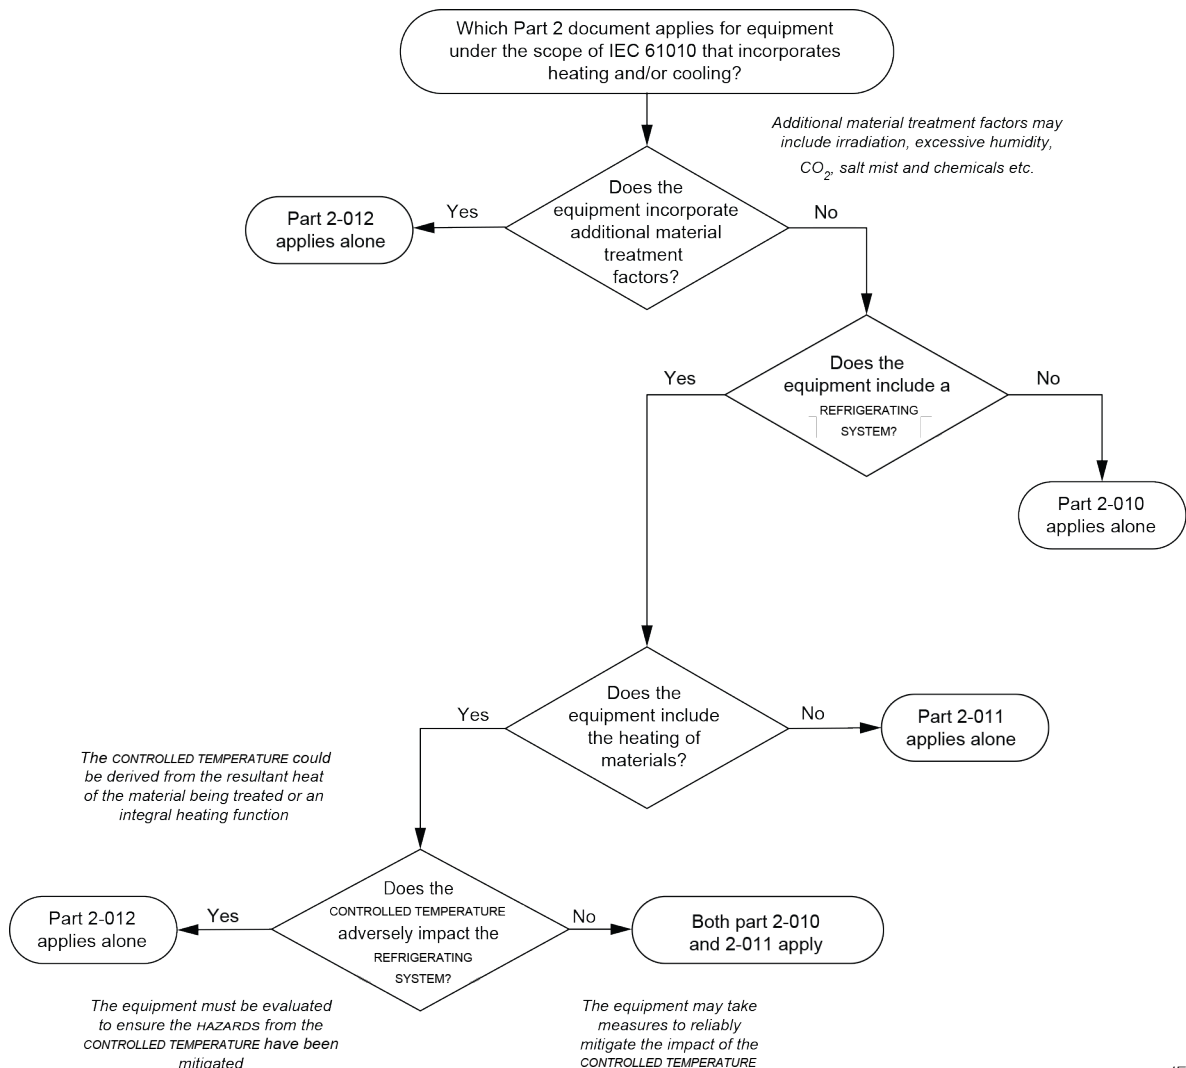 Which Part 2 document applies for equipment
under the scope of IEC 61010 that incorporates
heating and/or cooling?
Additional material treatment factors may
include irradiation, excessive humidity,
CO2, salt mist and chemicals etc.
Does the
equipment incorporate
additional material
treatment
factors?
Yes
No
Part 2-012
applies alone
Does the
equipment include a
REFRIGERATING
SYSTEM?
Yes
No
Part 2-010
applies alone
Does the
equipment include
the heating of
materials?
Yes
No
Part 2-011
applies alone
The CONTROLLED TEMPERATURE could
be derived from the resultant heat
of the material being treated or an
integral heating function
Does the
CONTROLLED TEMPERATURE
adversely impact the
REFRIGERATING
SYSTEM?
Yes
No
Part 2-012
applies alone
Both part 2-010
and 2-011 apply
The equipment must be evaluated
to ensure the HAZARDS from the
CONTROLLED TEMPERATURE have been
mitigated
The equipment may take
measures to reliably
mitigate the impact of the
CONTROLLED TEMPERATURE